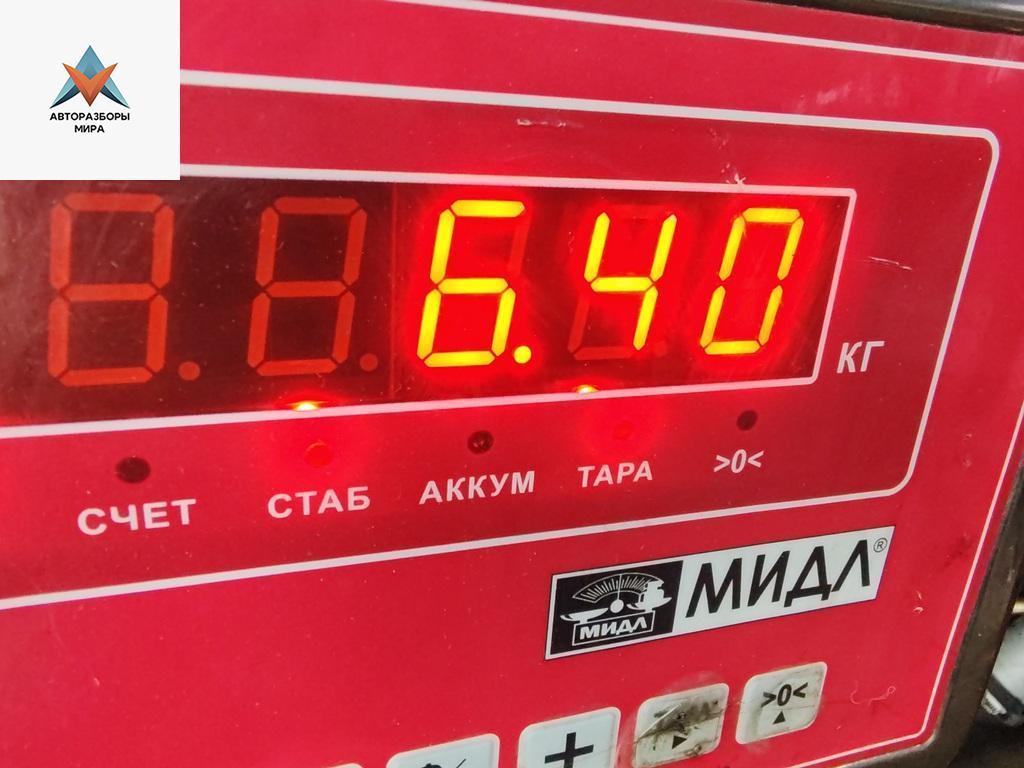 АВТОРАЗБОРЫ
МИРА
6.40
КГ
СЧЕТ СТАБ АККУМ ТАРА >0<
МИДЛ МИДЛ®
+ >0<